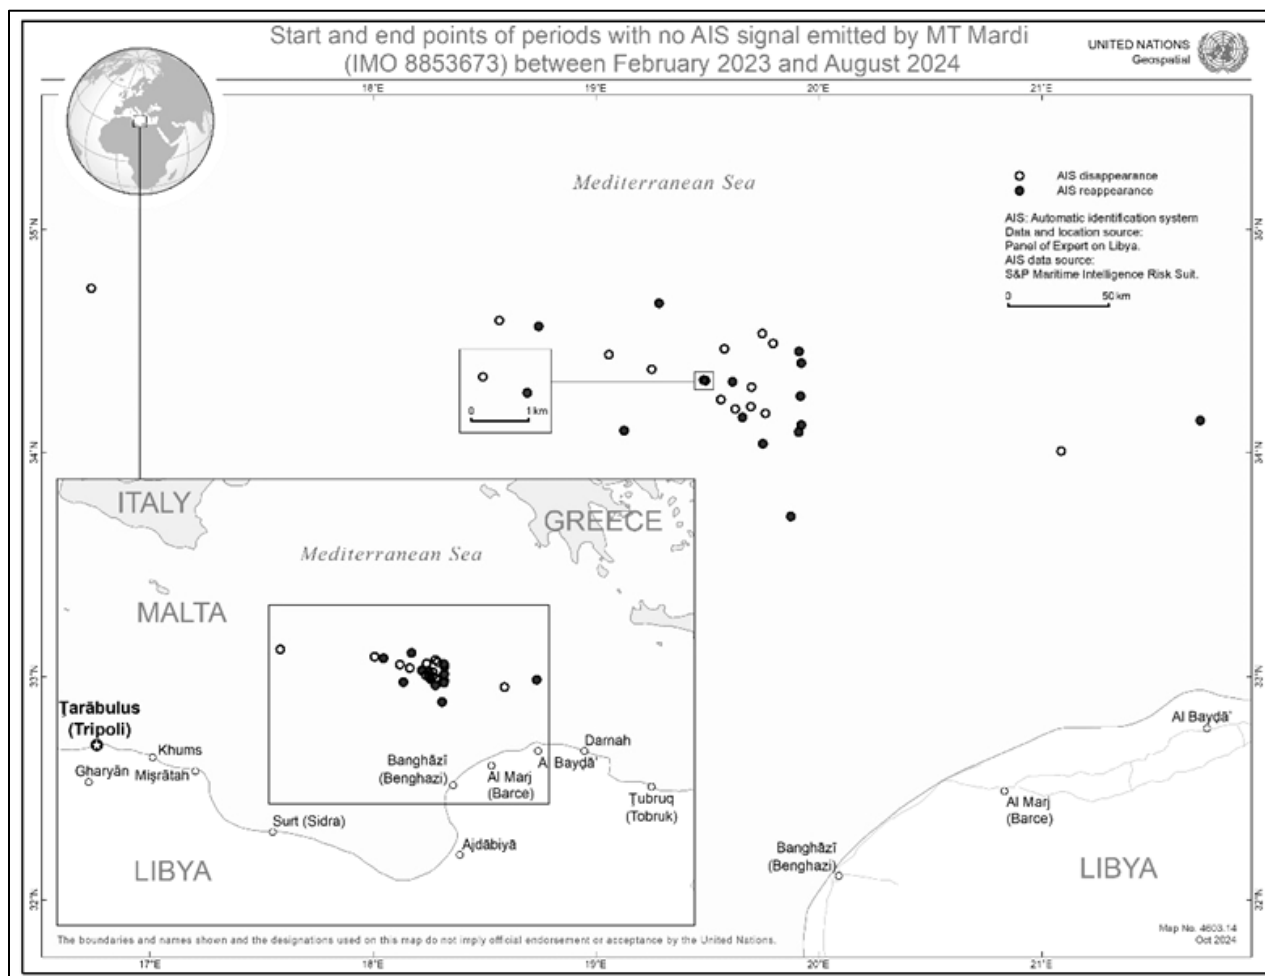 Start and end points of periods with no AIS signal emitted by MT Mardi
(IMO 8853673) between February 2023 and August 2024
UNITED NATIONS
Geospatial
18°E
19°E
20°E
21°E
Mediterranean Sea
AIS disappearance
AIS reappearance
AIS: Automatic identification system
Data and location source:
Panel of Expert on Libya.
AIS data source:
S&P Maritime Intelligence Risk Suit.
0 50 km
35°N
35°N
0 1 km
34°N
34°N
ITALY
GREECE
Mediterranean Sea
MALTA
33°N
33°N
Ţarābulus
(Tripoli)
Khums
Gharyān
Mişrātah
Surt (Sidra)
Banghāzī
(Benghazi)
Ajdābiyā
Al Marj
(Barce)
Al Bayḑā'
Darnah
Ţubruq
(Tobruk)
LIBYA
Al Bayḑā'
Al Marj
(Barce)
Banghāzī
(Benghazi)
LIBYA
32°N
32°N
The boundaries and names shown and the designations used on this map do not imply official endorsement or acceptance by the United Nations.
Map No. 4603.14
Oct 2024
17°E
18°E
19°E
20°E
21°E